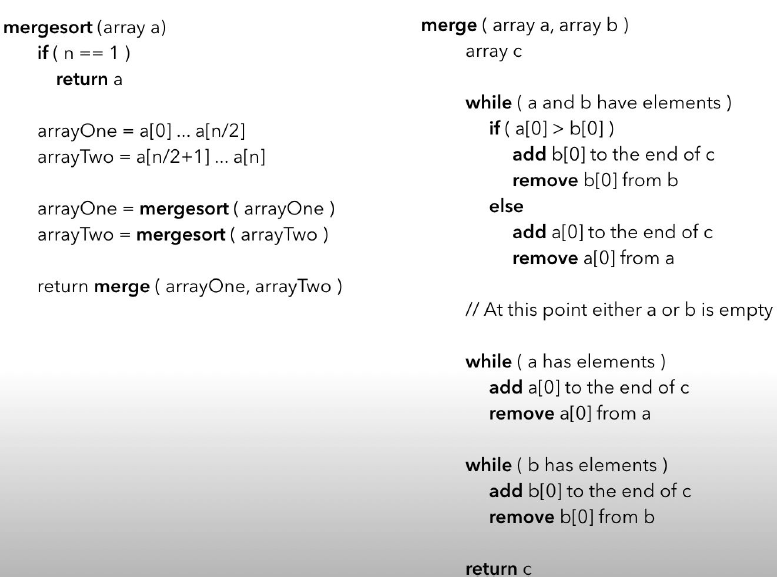 mergesort (array a)
if ( n == 1 )
return a
arrayOne = a[0] ... a[n/2]
arrayTwo = a[n/2+1] ... a[n]
arrayOne = mergesort ( arrayOne )
arrayTwo = mergesort ( arrayTwo )
return merge ( arrayOne, arrayTwo )
merge ( array a, array b )
array c
while ( a and b have elements )
if ( a[0] > b[0] )
add b[0] to the end of c
remove b[0] from b
else
add a[0] to the end of c
remove a[0] from a
// At this point either a or b is empty
while ( a has elements )
add a[0] to the end of c
remove a[0] from a
while ( b has elements )
add b[0] to the end of c
remove b[0] from b
return c